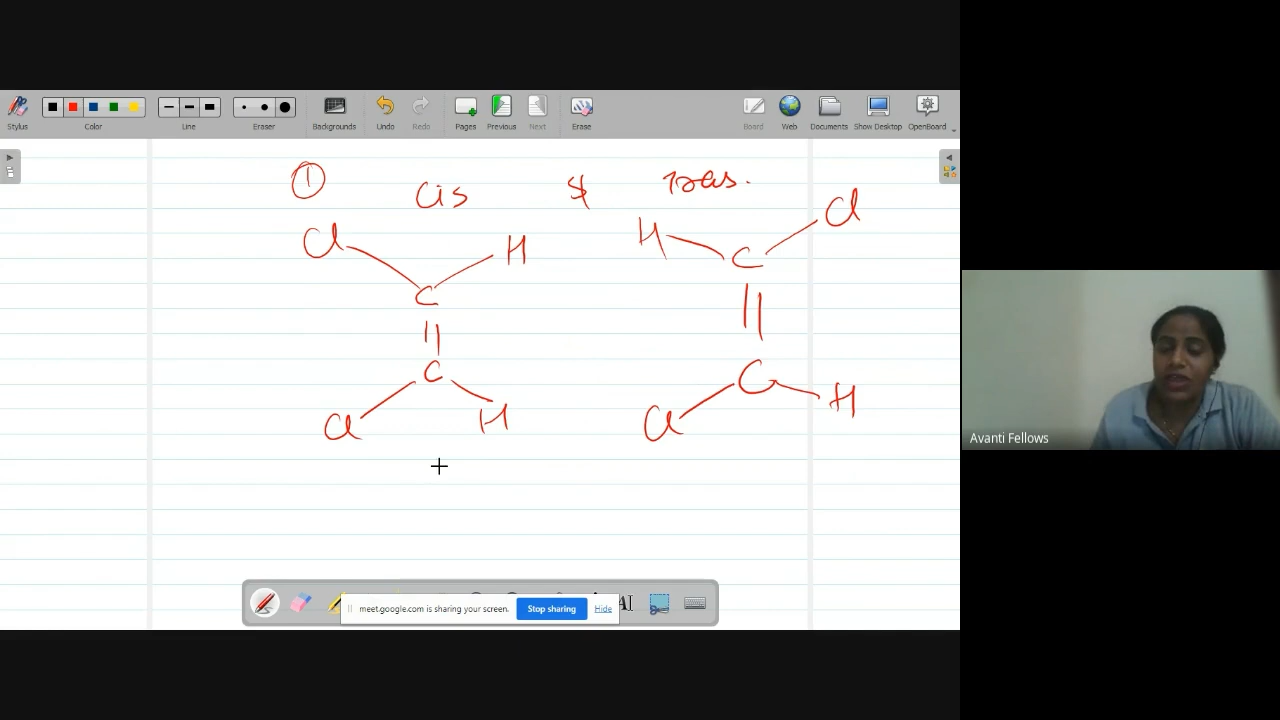 Stylus Color Line Eraser Backgrounds Undo Redo Pages Previous Next Erase Board Web Documents Show Desktop OpenBoard
① Cis & Trans.
Cl H H Cl
C C
C C
Cl H Cl H
Avanti Fellows
AI
meet.google.com is sharing your screen. Stop sharing Hide